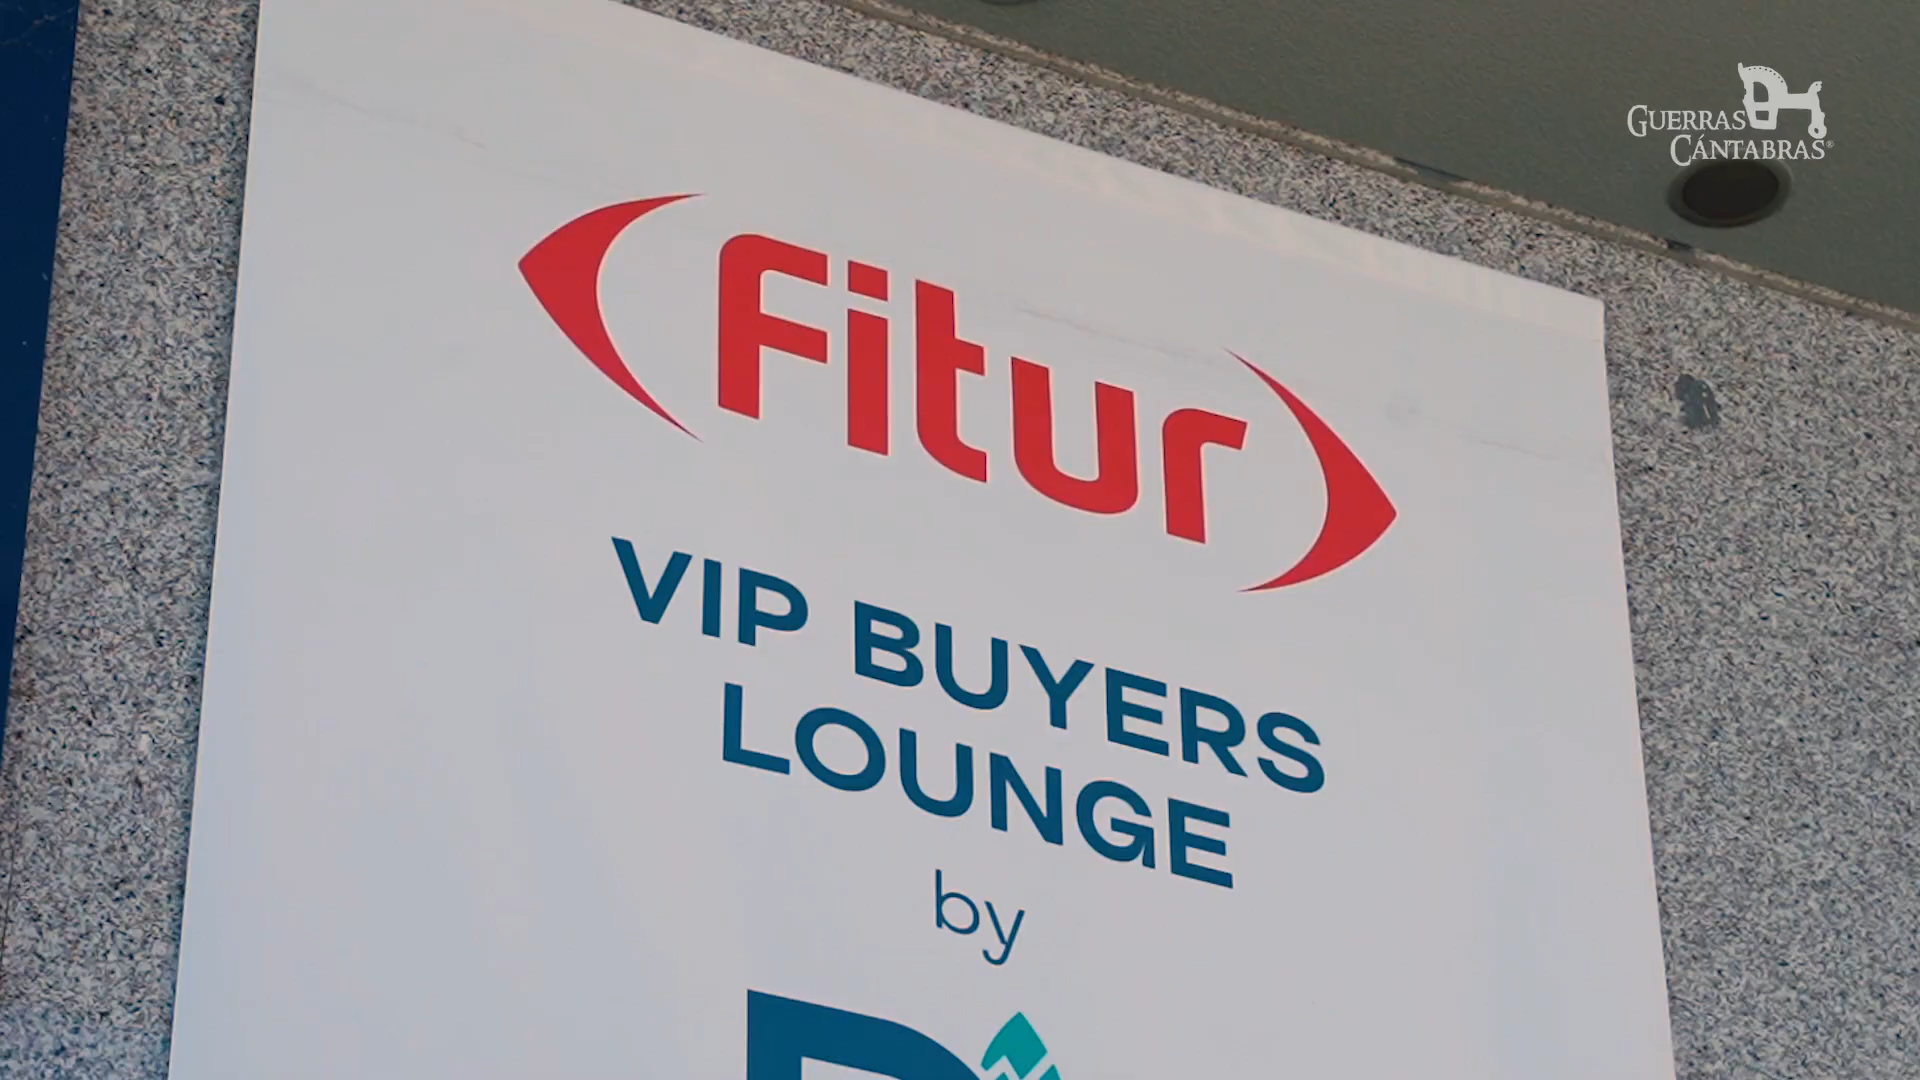 GUERRAS
CÁNTABRAS®
fitur
VIP BUYERS
LOUNGE
by